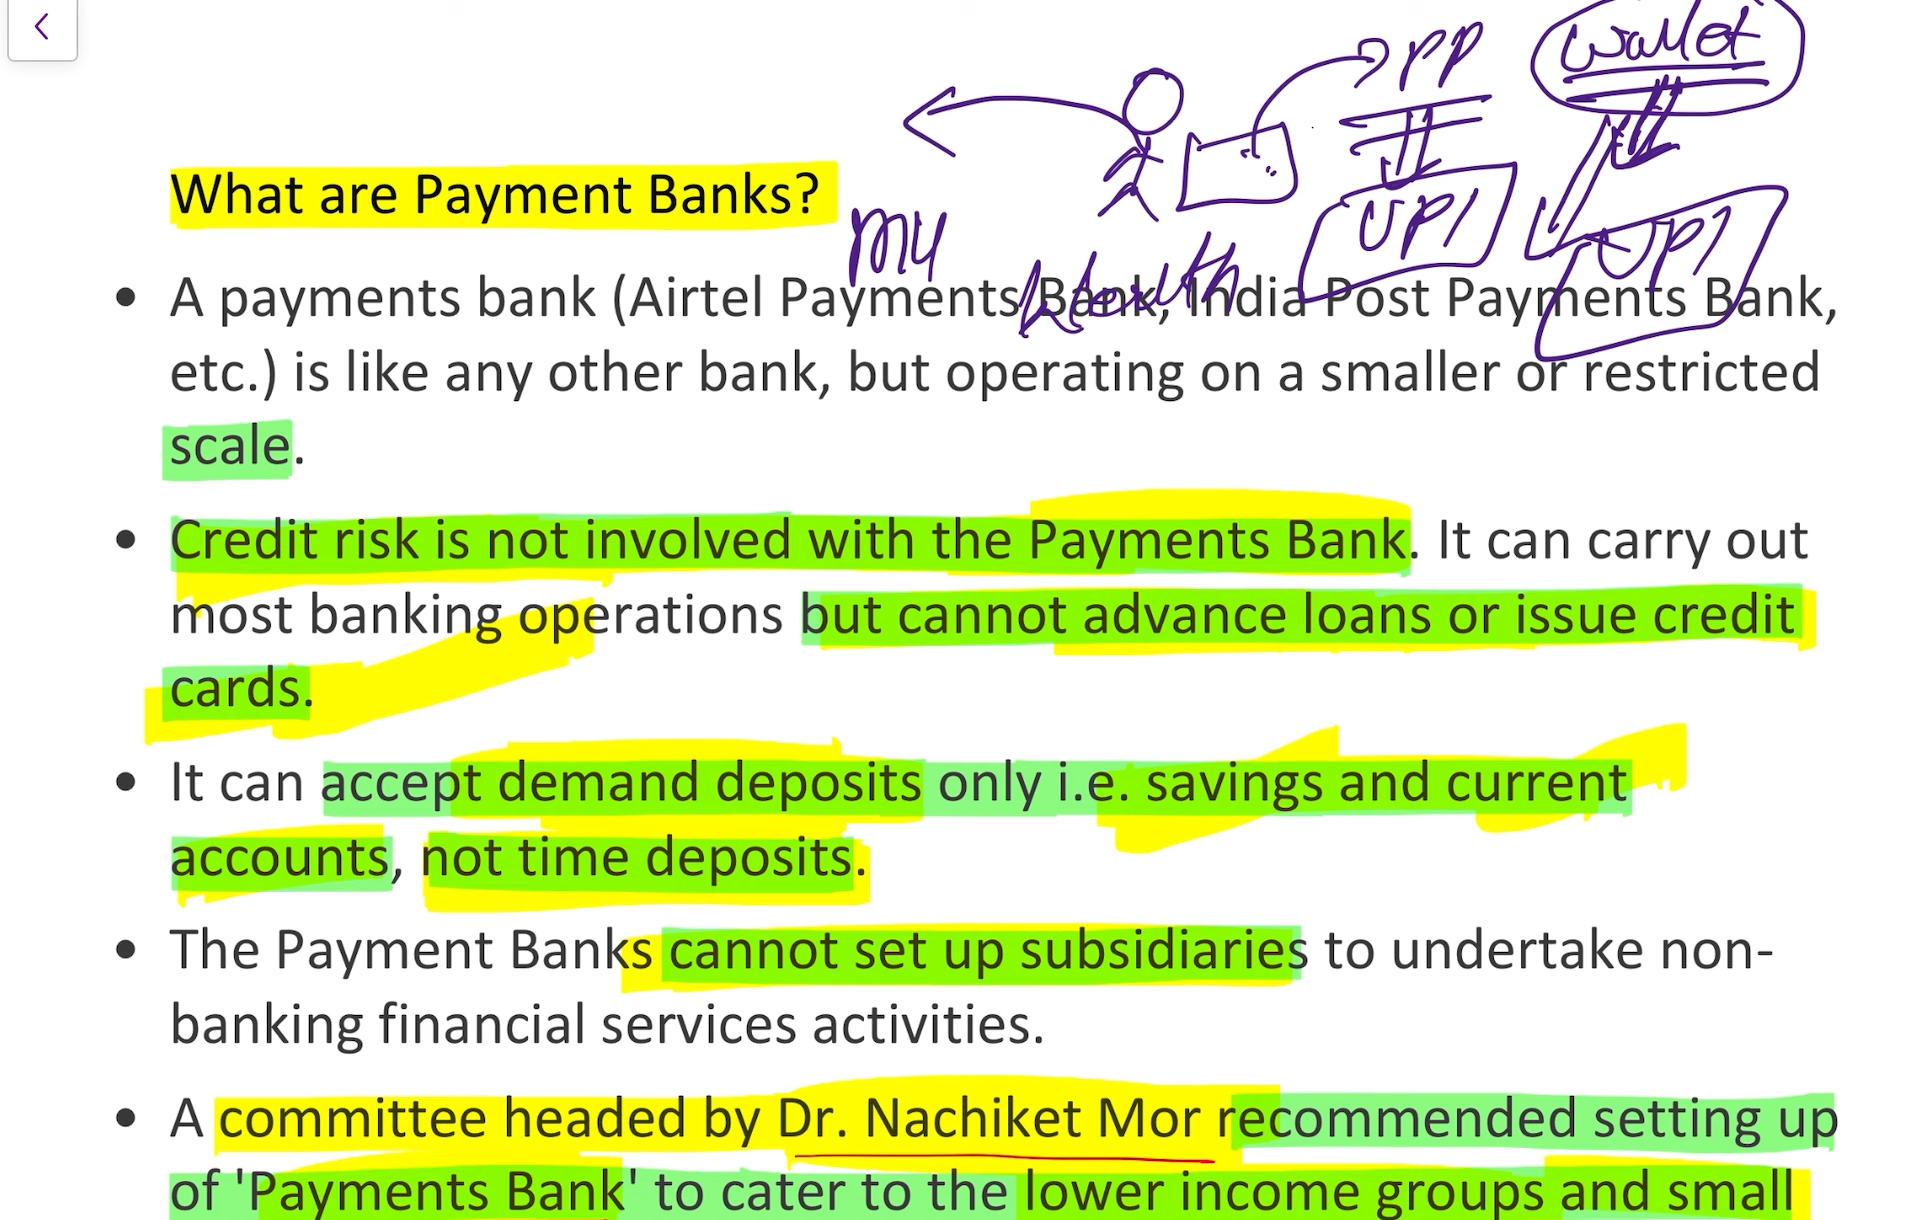 PP
wallet
UPI
UPI
What are Payment Banks?
my
• A payments bank (Airtel Payments Bank, India Post Payments Bank,
etc.) is like any other bank, but operating on a smaller or restricted
scale.
• Credit risk is not involved with the Payments Bank. It can carry out
most banking operations but cannot advance loans or issue credit
cards.
• It can accept demand deposits only i.e. savings and current
accounts, not time deposits.
• The Payment Banks cannot set up subsidiaries to undertake non-
banking financial services activities.
• A committee headed by Dr. Nachiket Mor recommended setting up
of 'Payments Bank' to cater to the lower income groups and small